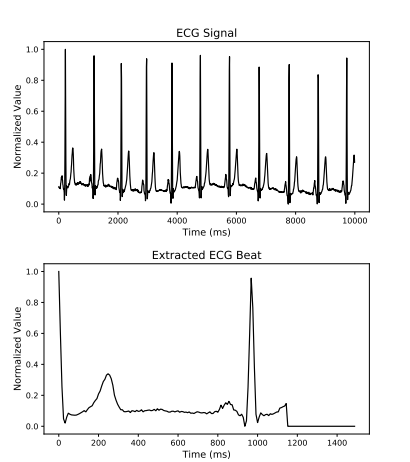 ECG Signal
1.0
0.8
0.6
0.4
0.2
0.0
Normalized Value
0 2000 4000 6000 8000 10000
Time (ms)
Extracted ECG Beat
1.0
0.8
0.6
0.4
0.2
0.0
Normalized Value
0 200 400 600 800 1000 1200 1400
Time (ms)